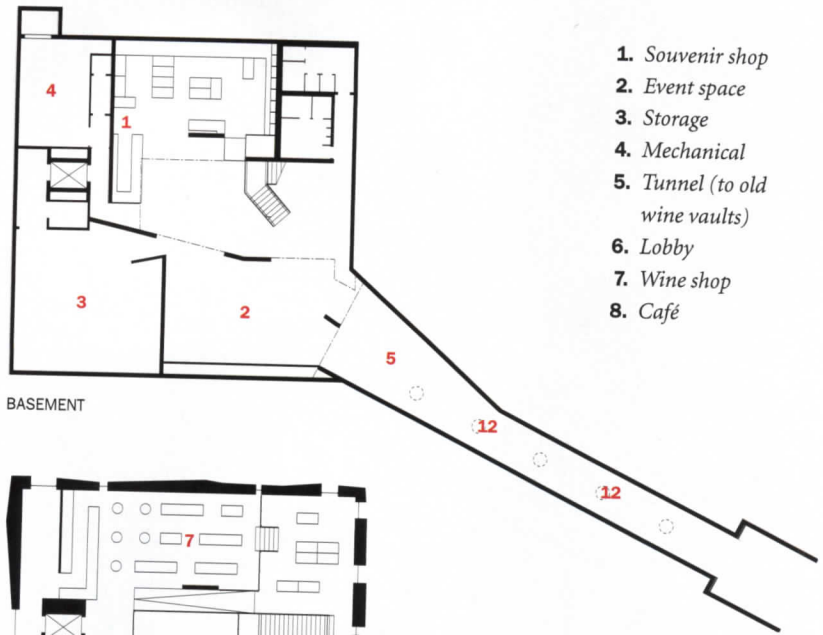 1. Souvenir shop
2. Event space
3. Storage
4. Mechanical
5. Tunnel (to old
wine vaults)
6. Lobby
7. Wine shop
8. Café
4
1
3
2
5
12
12
BASEMENT
7